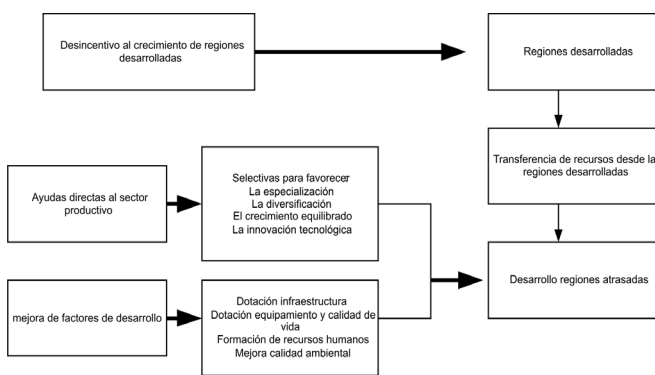 Desincentivo al crecimiento de regiones
desarrolladas
Regiones desarrolladas
Transferencia de recursos desde la
regiones desarrolladas
Ayudas directas al sector
productivo
Selectivas para favorecer
La especialización
La diversificación
El crecimiento equilibrado
La innovación tecnológica
Desarrollo regiones atrasadas
mejora de factores de desarrollo
Dotación infraestructura
Dotación equipamiento y calidad de
vida
Formación de recursos humanos
Mejora calidad ambiental